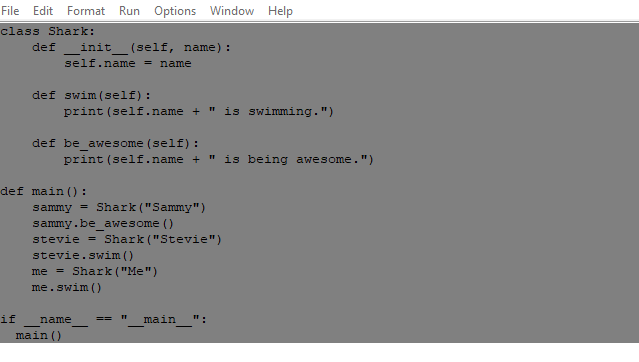 File Edit Format Run Options Window Help
class Shark:
    def __init__(self, name):
        self.name = name

    def swim(self):
        print(self.name + " is swimming.")

    def be_awesome(self):
        print(self.name + " is being awesome.")

def main():
    sammy = Shark("Sammy")
    sammy.be_awesome()
    stevie = Shark("Stevie")
    stevie.swim()
    me = Shark("Me")
    me.swim()

if __name__ == "__main__":
  main()